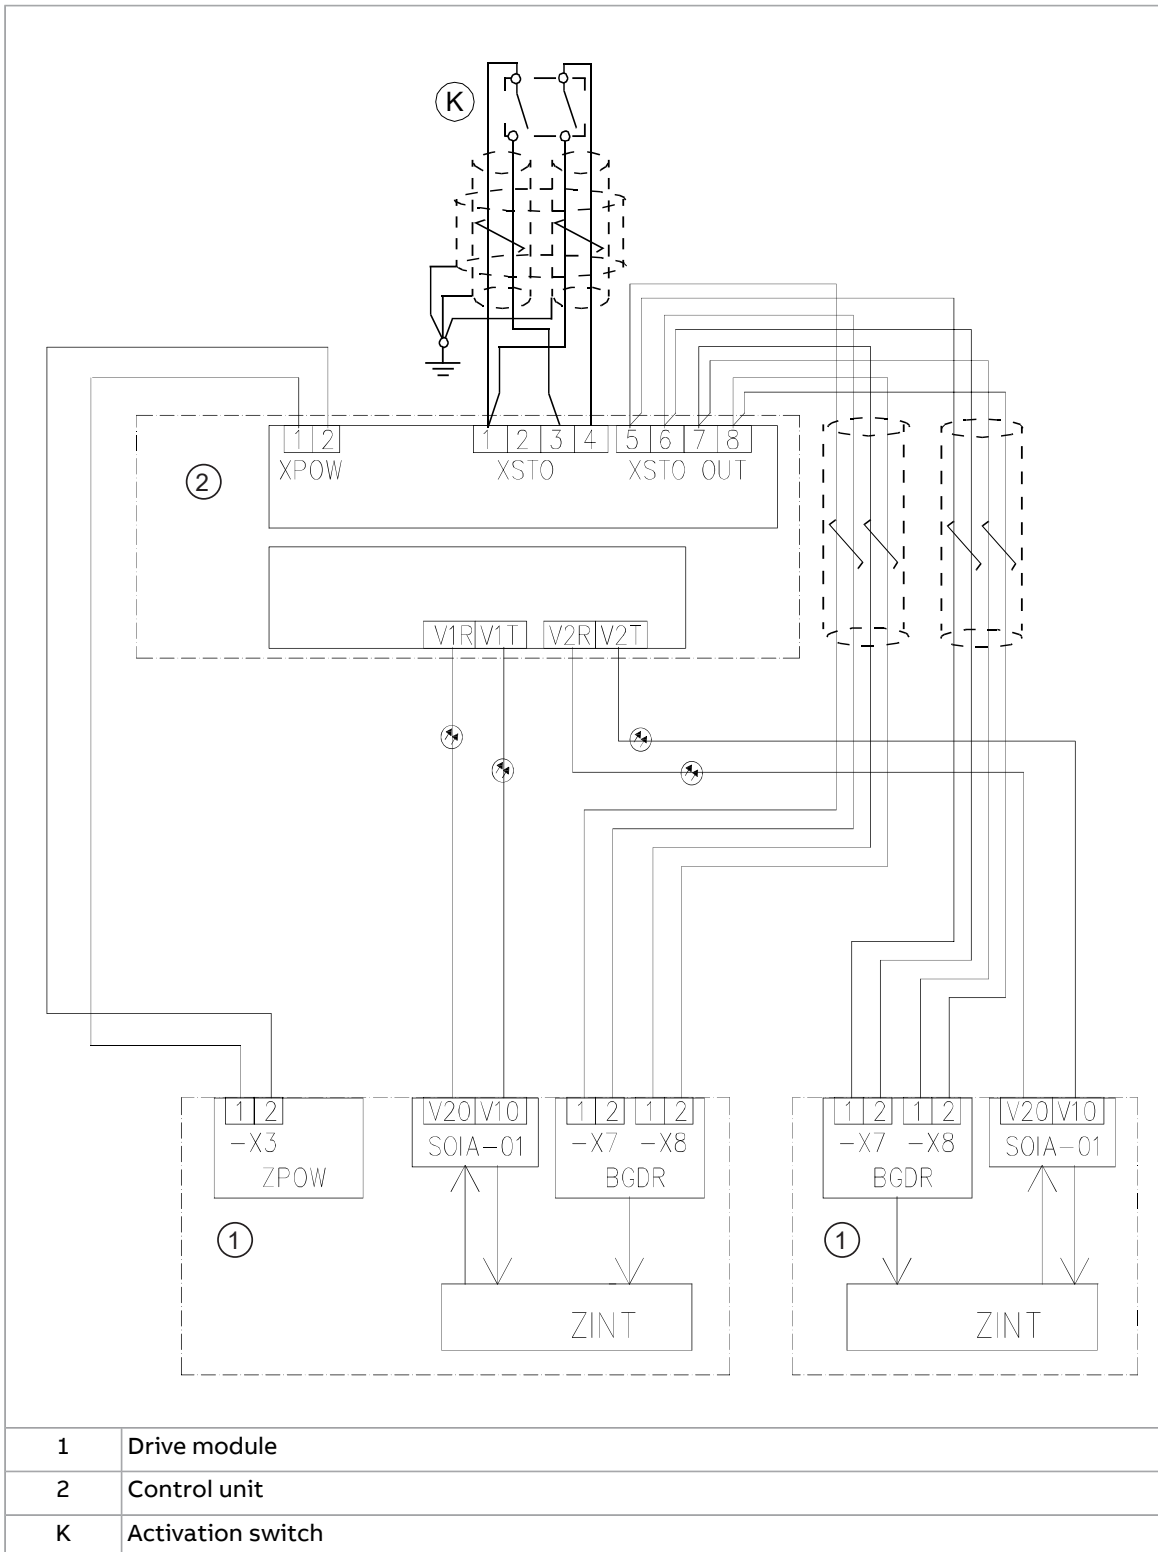 K
1 2 1 2 3 4 5 6 7 8
XPOW XSTO XSTO OUT
2
V1R V1T V2R V2T
1 2 V20 V10 1 2 1 2 1 2 1 2 V20 V10
-X3 SOIA-01 -X7 -X8 -X7 -X8 SOIA-01
ZPOW BGDR BGDR
1 1
ZINT ZINT
1 Drive module
2 Control unit
K Activation switch